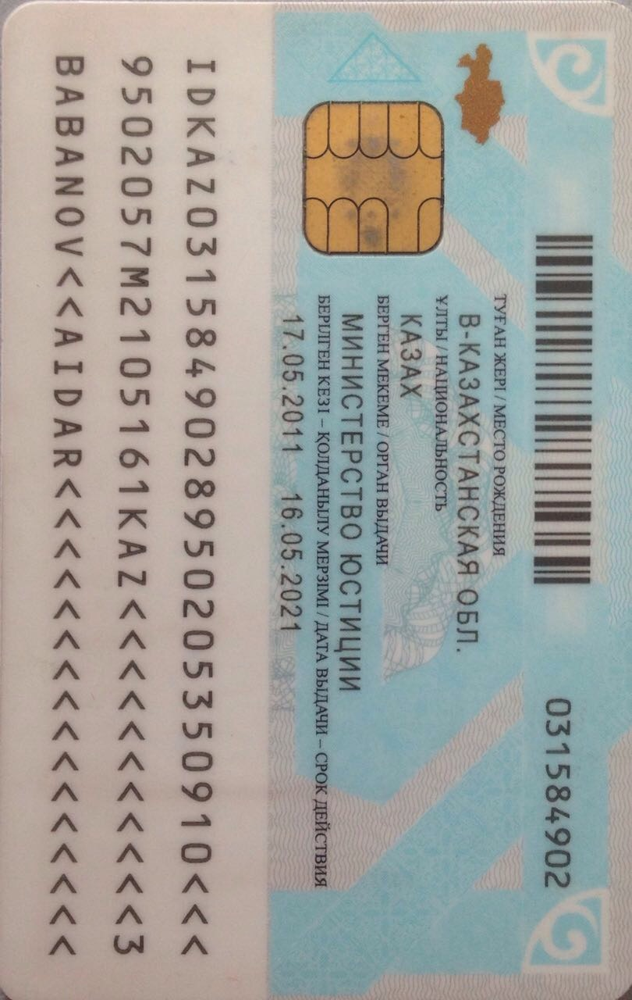 031584902
ТУҒАН ЖЕРІ / МЕСТО РОЖДЕНИЯ
В-КАЗАХСТАНСКАЯ ОБЛ.
ҰЛТЫ / НАЦИОНАЛЬНОСТЬ
КАЗАХ
БЕРГЕН МЕКЕМЕ / ОРГАН ВЫДАЧИ
МИНИСТЕРСТВО ЮСТИЦИИ
БЕРІЛГЕН КЕЗІ – ҚОЛДАНЫЛУ МЕРЗІМІ / ДАТА ВЫДАЧИ – СРОК ДЕЙСТВИЯ
17.05.2011 16.05.2021
IDKAZ0315849028950205350910<<<
9502057M2105161KAZ<<<<<<<<<<<3
BABANOV<<AIDAR<<<<<<<<<<<<<<<<